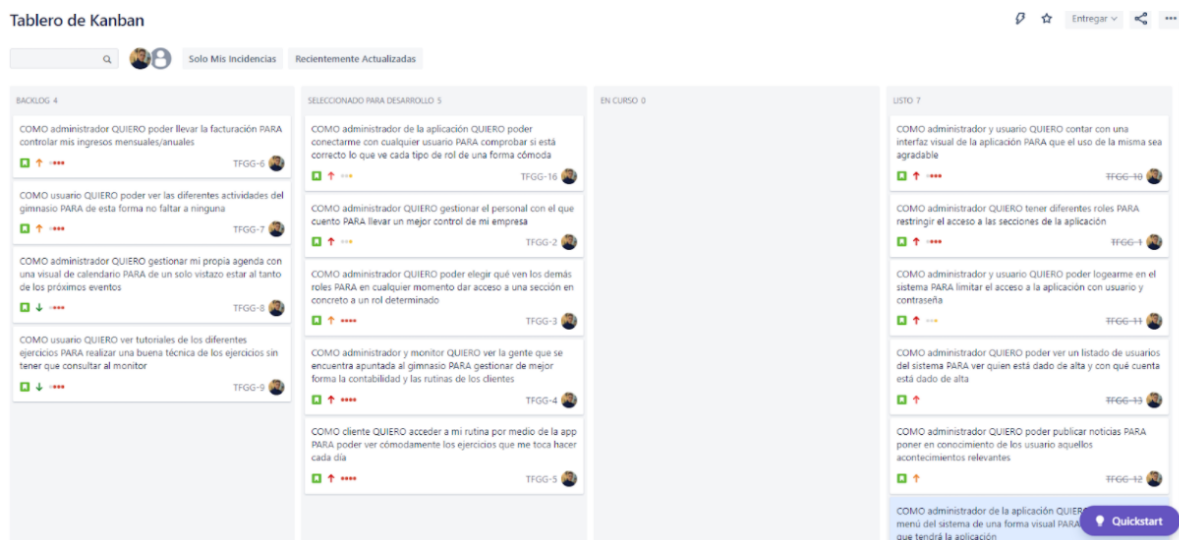 Tablero de Kanban
Entregar
Solo Mis Incidencias
Recientemente Actualizadas
BACKLOG 4
COMO administrador QUIERO poder llevar la facturación PARA
controlar mis ingresos mensuales/anuales
TFGG-6
COMO usuario QUIERO poder ver las diferentes actividades del
gimnasio PARA de esta forma no faltar a ninguna
TFGG-7
COMO administrador QUIERO gestionar mi propia agenda con
una visual de calendario PARA de un solo vistazo estar al tanto
de los próximos eventos
TFGG-8
COMO usuario QUIERO ver tutoriales de los diferentes
ejercicios PARA realizar una buena técnica de los ejercicios sin
tener que consultar al monitor
TFGG-9
SELECCIONADO PARA DESARROLLO 5
COMO administrador de la aplicación QUIERO poder
conectarme con cualquier usuario PARA comprobar si está
correcto lo que ve cada tipo de rol de una forma cómoda
TFGG-16
COMO administrador QUIERO gestionar el personal con el que
cuento PARA llevar un mejor control de mi empresa
TFGG-2
COMO administrador QUIERO poder elegir qué ven los demás
roles PARA en cualquier momento dar acceso a una sección en
concreto a un rol determinado
TFGG-3
COMO administrador y monitor QUIERO ver la gente que se
encuentra apuntada al gimnasio PARA gestionar de mejor
forma la contabilidad y las rutinas de los clientes
TFGG-4
COMO cliente QUIERO acceder a mi rutina por medio de la app
PARA poder ver cómodamente los ejercicios que me toca hacer
cada día
TFGG-5
EN CURSO 0
LISTO 7
COMO administrador y usuario QUIERO contar con una
interfaz visual de la aplicación PARA que el uso de la misma sea
agradable
TFGG-10
COMO administrador QUIERO tener diferentes roles PARA
restringir el acceso a las secciones de la aplicación
TFGG-1
COMO administrador y usuario QUIERO poder logearme en el
sistema PARA limitar el acceso a la aplicación con usuario y
contraseña
TFGG-11
COMO administrador QUIERO poder ver un listado de usuarios
del sistema PARA ver quien está dado de alta y con qué cuenta
está dado de alta
TFGG-13
COMO administrador QUIERO poder publicar noticias PARA
poner en conocimiento de los usuario aquellos
acontecimientos relevantes
TFGG-12
COMO administrador de la aplicación
menú del sistema de una forma visual PARA
que tendrá la aplicación
Quickstart